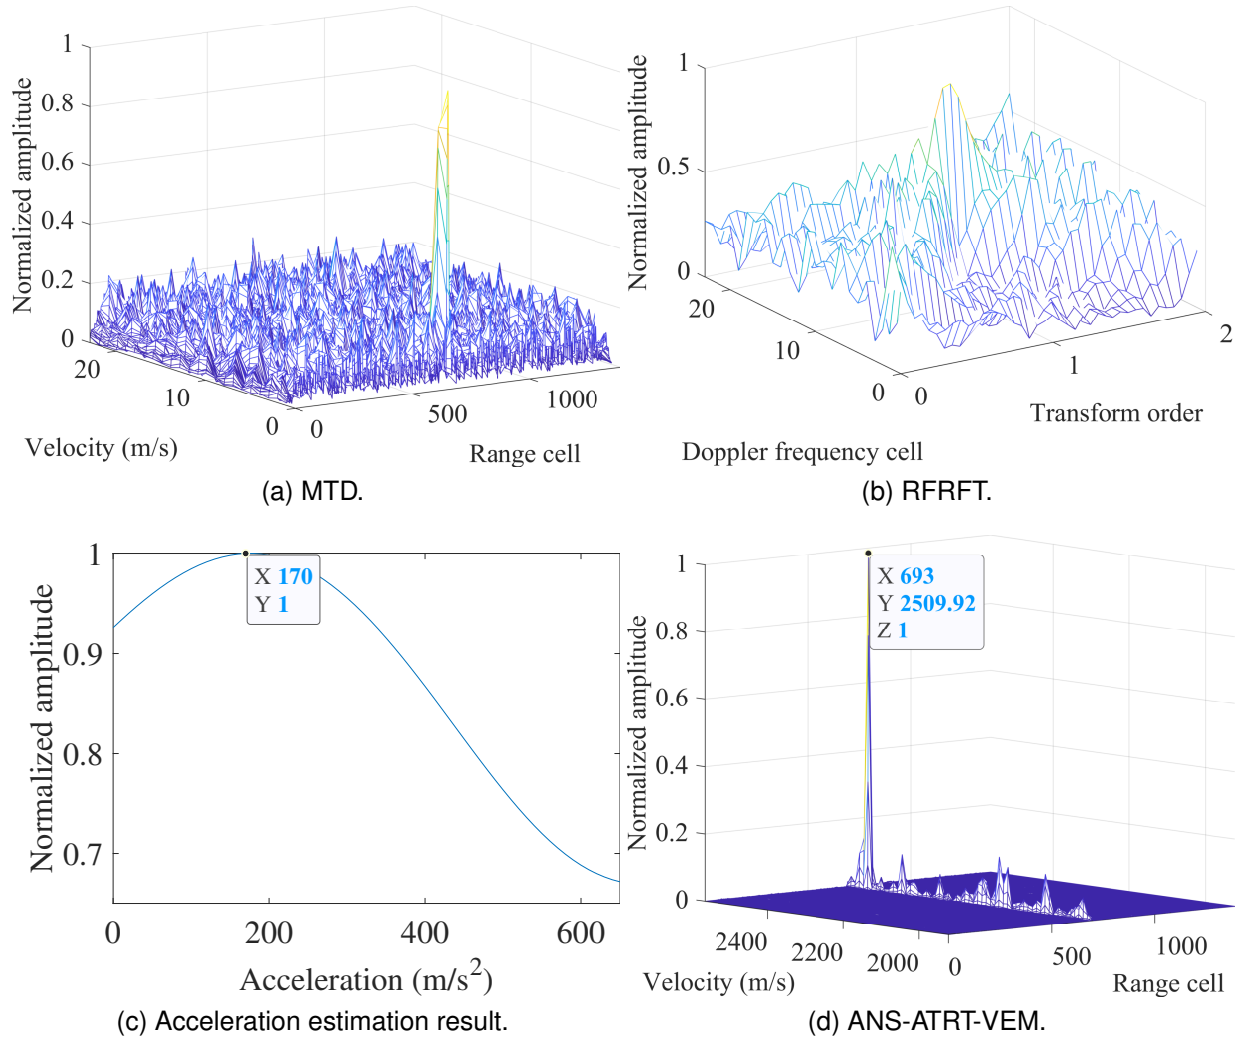 1
0.8
0.6
0.4
0.2
0
Normalized amplitude
20
10
0
0
500
1000
Velocity (m/s)
Range cell
(a) MTD.
1
0.5
0
Normalized amplitude
20
10
0
0
1
2
Transform order
Doppler frequency cell
(b) RFRFT.
1
0.9
0.8
0.7
Normalized amplitude
X 170
Y 1
0
200
400
600
Acceleration (m/s²)
(c) Acceleration estimation result.
1
0.8
0.6
0.4
0.2
0
Normalized amplitude
X 693
Y 2509.92
Z 1
2400
2200
2000
0
500
1000
Velocity (m/s)
Range cell
(d) ANS-ATRT-VEM.